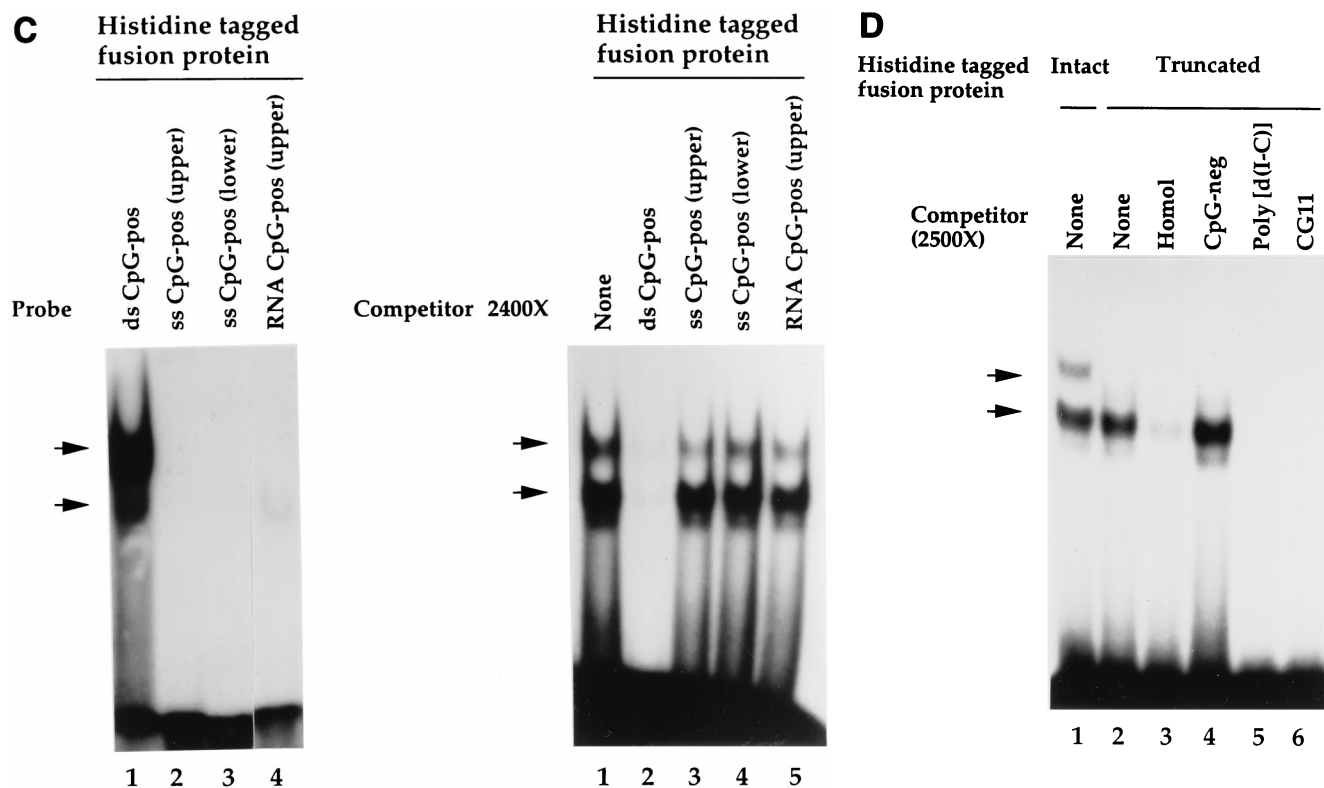 C
Histidine tagged
fusion protein
Probe
ds CpG-pos
ss CpG-pos (upper)
ss CpG-pos (lower)
RNA CpG-pos (upper)
1 2 3 4
Histidine tagged
fusion protein
Competitor 2400X
None
ds CpG-pos
ss CpG-pos (upper)
ss CpG-pos (lower)
RNA CpG-pos (upper)
1 2 3 4 5
D
Histidine tagged
fusion protein
Intact
Truncated
Competitor
(2500X)
None
None
Homol
CpG-neg
Poly [d(I-C)]
CG11
1 2 3 4 5 6